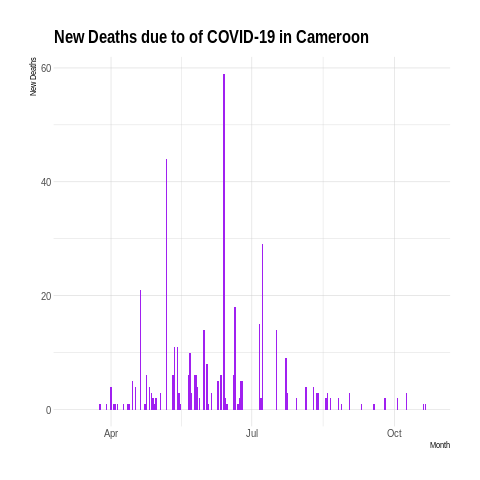 New Deaths due to of COVID-19 in Cameroon
New Deaths
60
40
20
0
Apr
Jul
Oct
Month